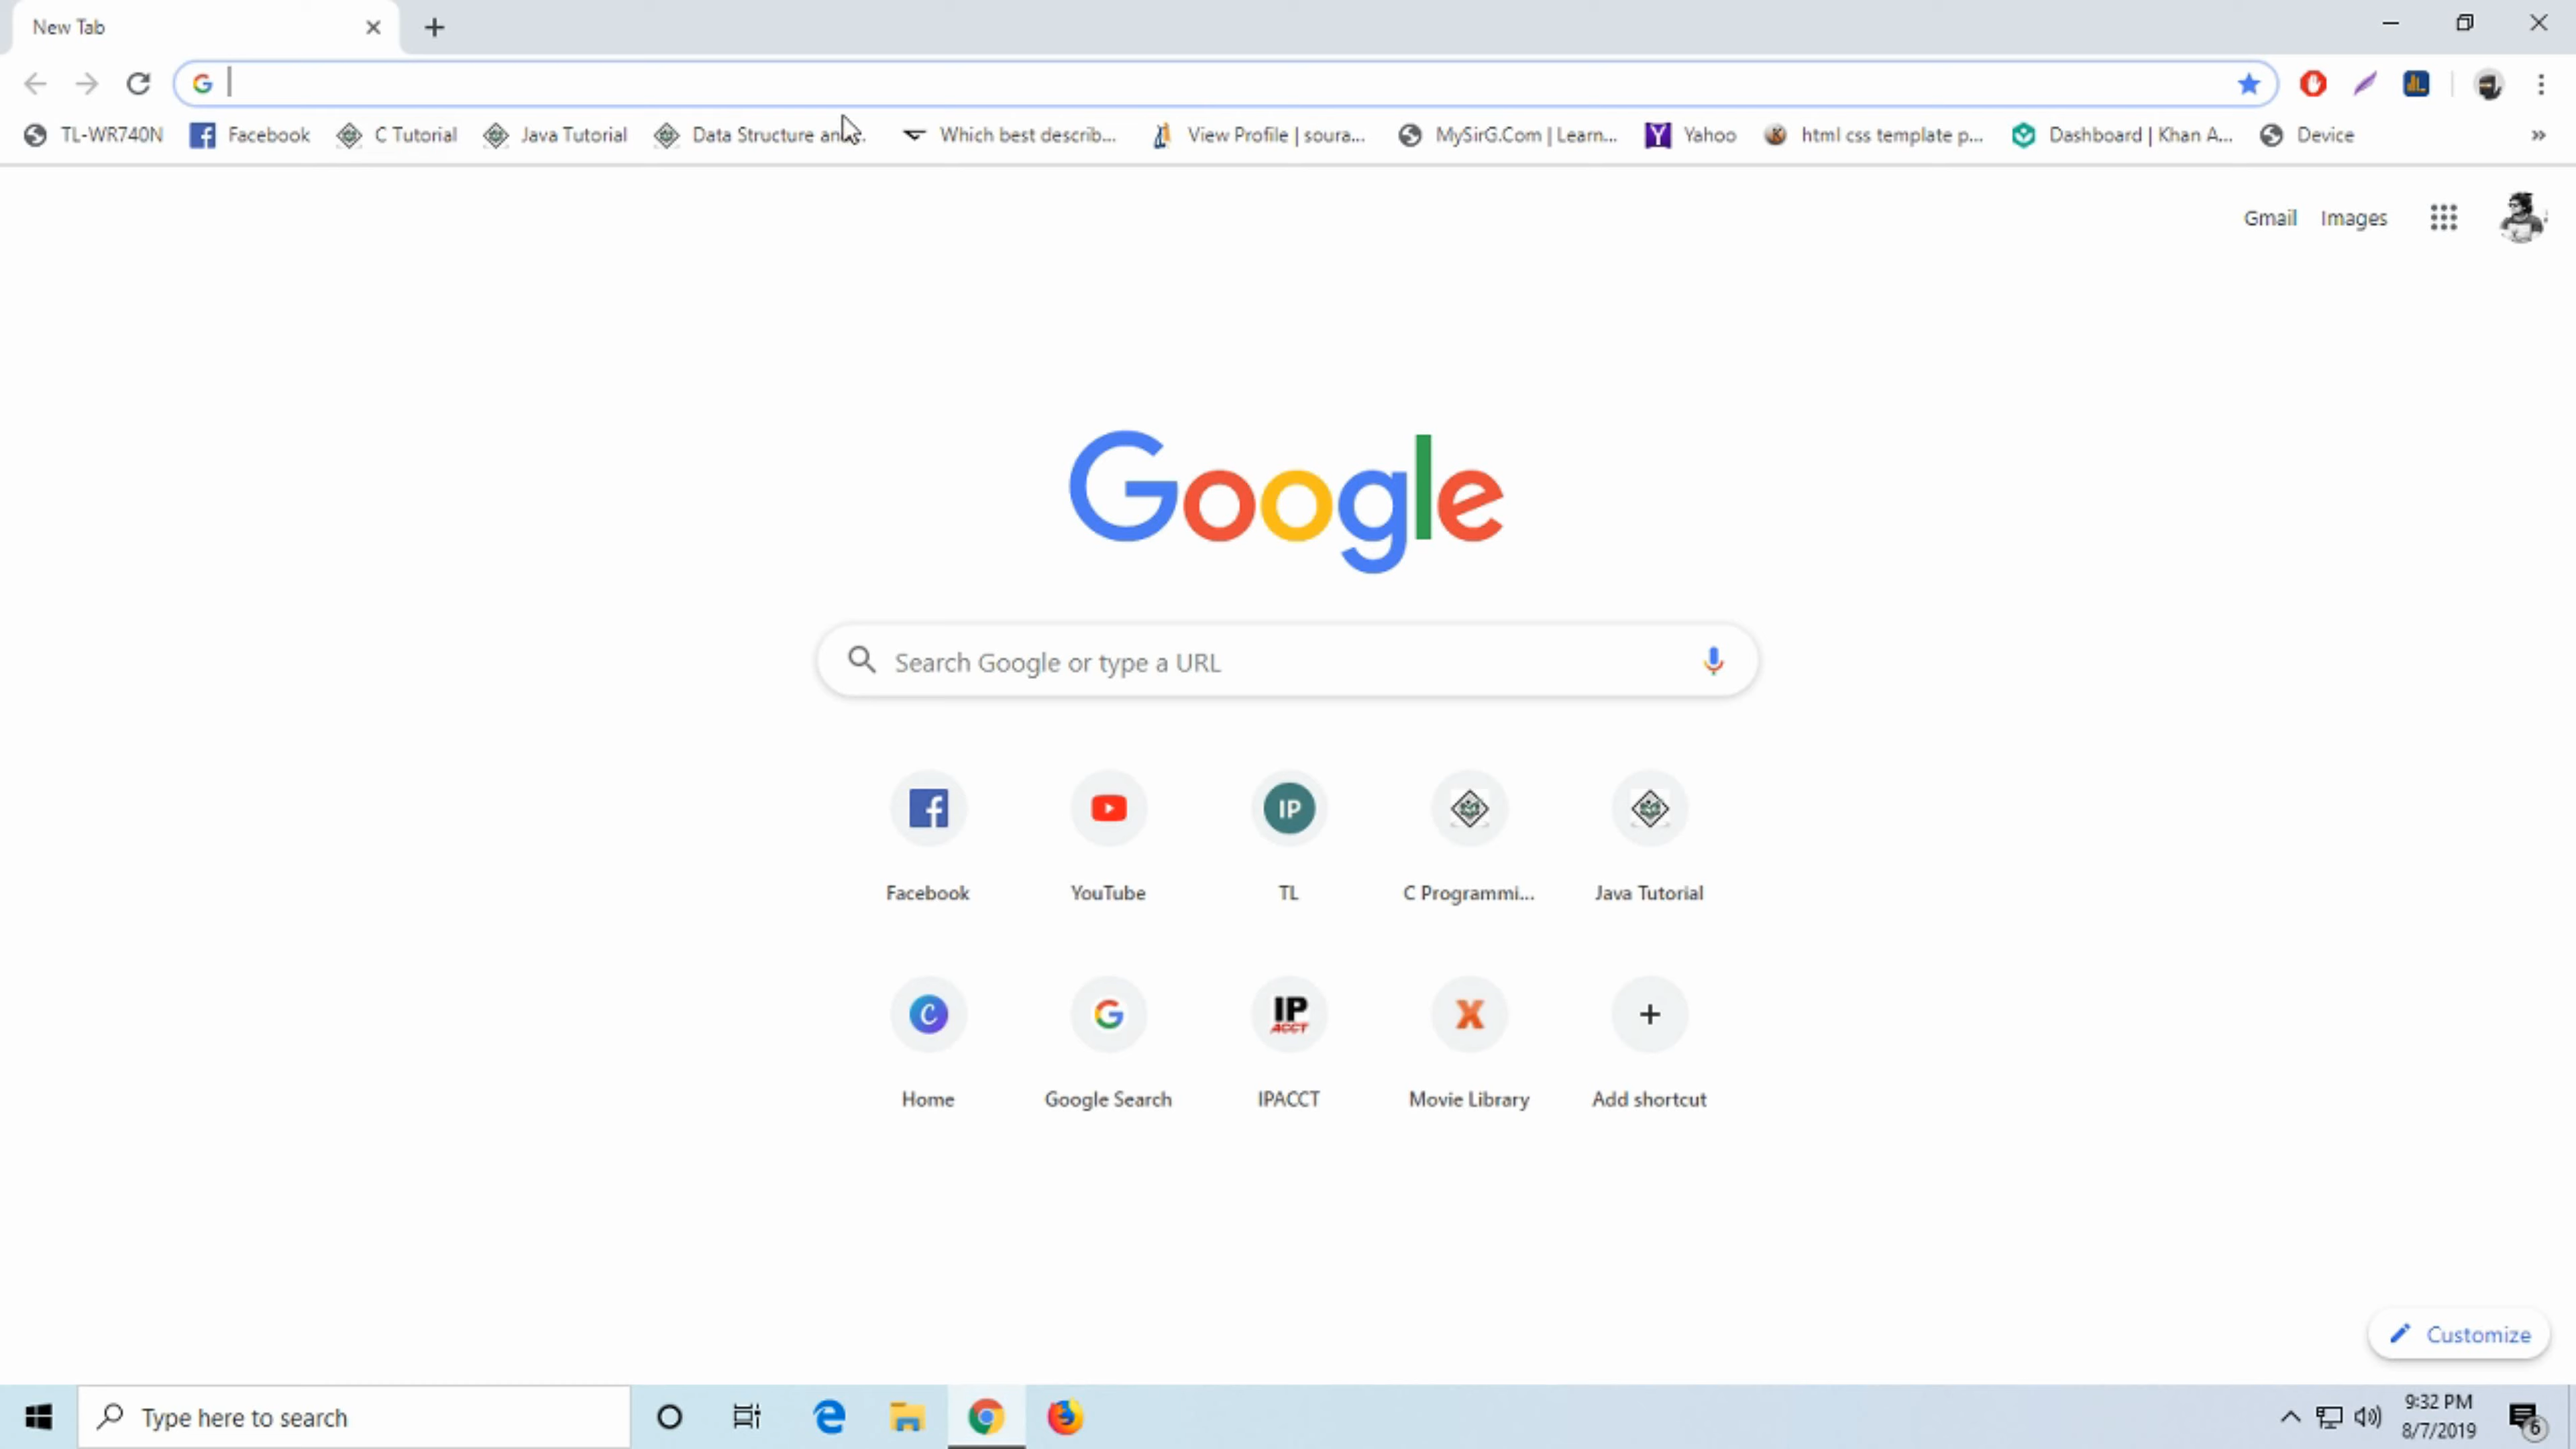 New Tab
TL-WR740N Facebook C Tutorial Java Tutorial Data Structure an... Which best describ... View Profile | soura... MySirG.Com | Learn... Yahoo html css template p... Dashboard | Khan A... Device »
Gmail Images
Google
Search Google or type a URL
IP
Facebook YouTube TL C Programmi... Java Tutorial
IP
ACCT
Home Google Search IPACCT Movie Library Add shortcut
Customize
Type here to search
9:32 PM
8/7/2019
6